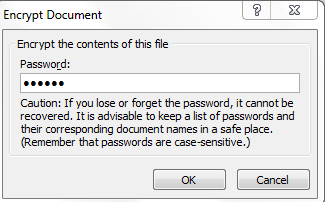 Encrypt Document
Encrypt the contents of this file
Password:
••••••
Caution: If you lose or forget the password, it cannot be
recovered. It is advisable to keep a list of passwords and
their corresponding document names in a safe place.
(Remember that passwords are case-sensitive.)
OK Cancel